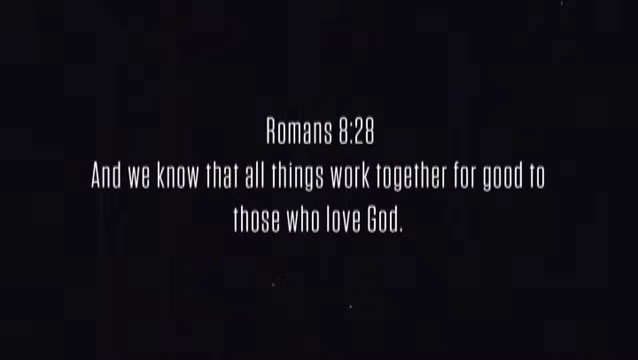 Romans 8:28
And we know that all things work together for good to
those who love God.